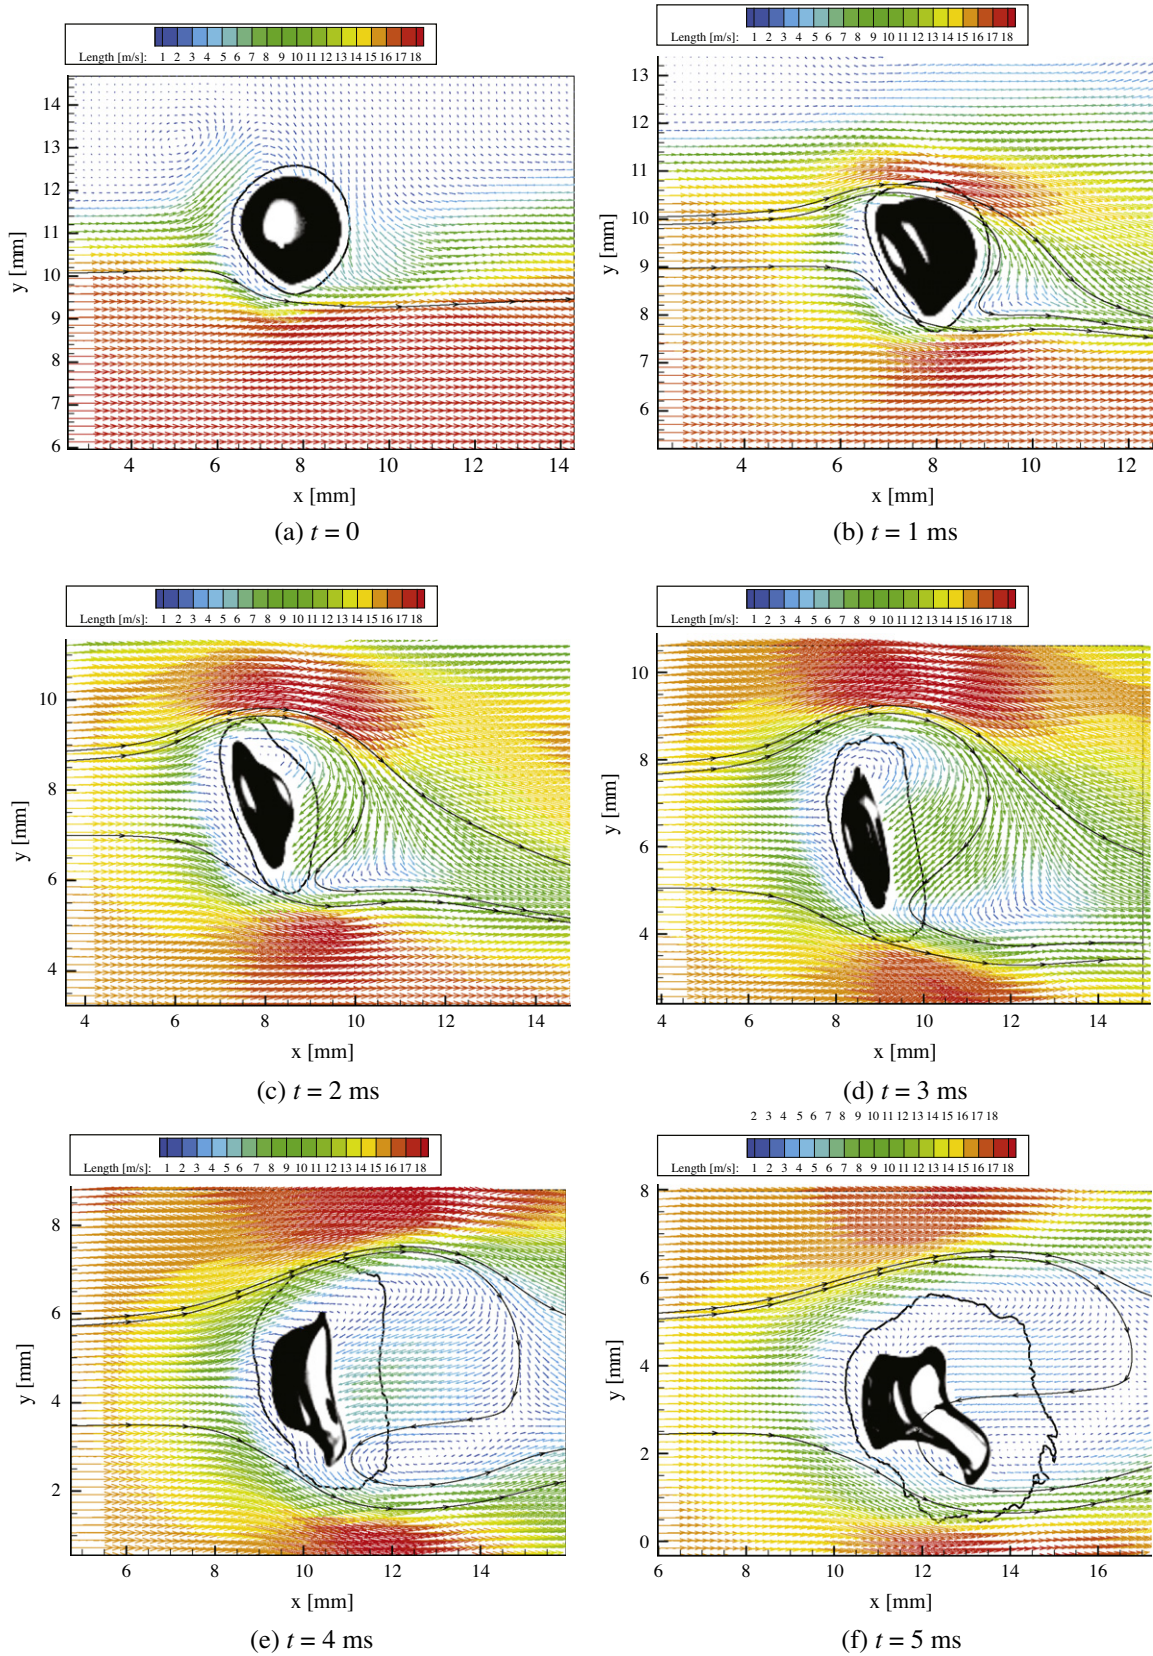 Length [m/s]: 1 2 3 4 5 6 7 8 9 10 11 12 13 14 15 16 17 18
Length [m/s]: 1 2 3 4 5 6 7 8 9 10 11 12 13 14 15 16 17 18
14
13
12
11
10
9
8
7
6
y [mm]
4 6 8 10 12 14
x [mm]
(a) t = 0
13
12
11
10
9
8
7
6
y [mm]
4 6 8 10 12
x [mm]
(b) t = 1 ms
Length [m/s]: 1 2 3 4 5 6 7 8 9 10 11 12 13 14 15 16 17 18
Length [m/s]: 1 2 3 4 5 6 7 8 9 10 11 12 13 14 15 16 17 18
10
8
6
4
y [mm]
4 6 8 10 12 14
x [mm]
(c) t = 2 ms
10
8
6
4
y [mm]
4 6 8 10 12 14
x [mm]
(d) t = 3 ms
2 3 4 5 6 7 8 9 10 11 12 13 14 15 16 17 18
Length [m/s]: 1 2 3 4 5 6 7 8 9 10 11 12 13 14 15 16 17 18
Length [m/s]: 1 2 3 4 5 6 7 8 9 10 11 12 13 14 15 16 17 18
8
6
4
2
y [mm]
6 8 10 12 14
x [mm]
(e) t = 4 ms
8
6
4
2
0
y [mm]
6 8 10 12 14 16
x [mm]
(f) t = 5 ms